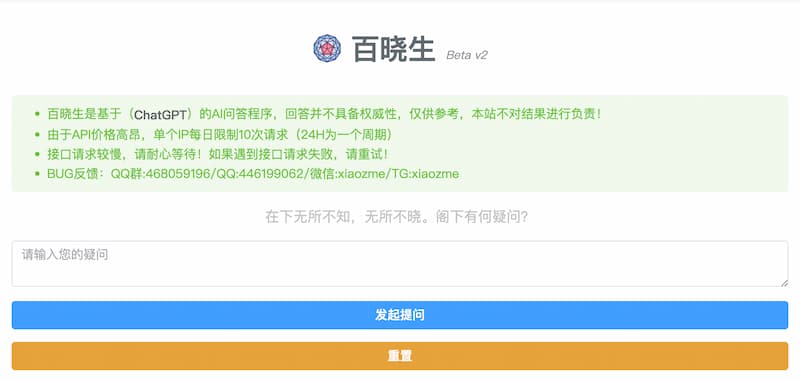 百晓生 Beta v2
百晓生是基于（ChatGPT）的AI问答程序，回答并不具备权威性，仅供参考，本站不对结果进行负责！
由于API价格高昂，单个IP每日限制10次请求（24H为一个周期）
接口请求较慢，请耐心等待！如果遇到接口请求失败，请重试！
BUG反馈：QQ群:468059196/QQ:446199062/微信:xiaozme/TG:xiaozme
在下无所不知，无所不晓。阁下有何疑问？
请输入您的疑问
发起提问
重置